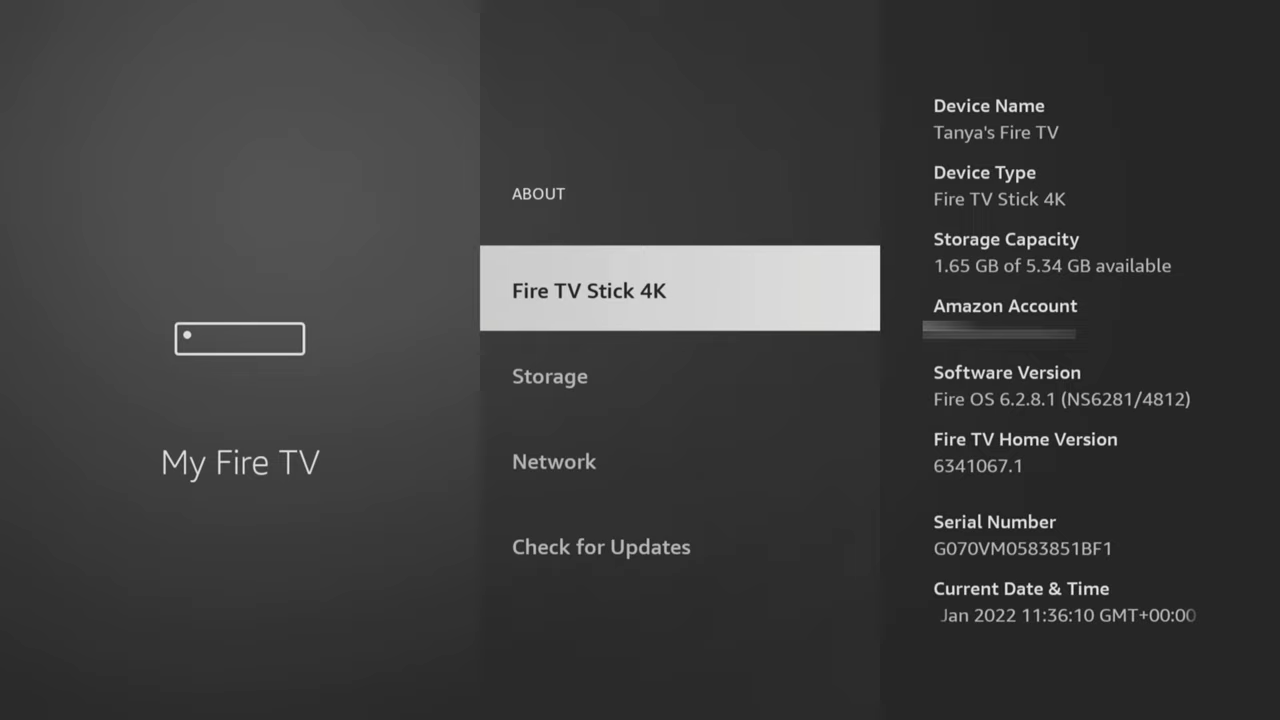 My Fire TV
ABOUT
Fire TV Stick 4K
Storage
Network
Check for Updates
Device Name
Tanya's Fire TV
Device Type
Fire TV Stick 4K
Storage Capacity
1.65 GB of 5.34 GB available
Amazon Account
Software Version
Fire OS 6.2.8.1 (NS6281/4812)
Fire TV Home Version
6341067.1
Serial Number
G070VM0583851BF1
Current Date & Time
Jan 2022 11:36:10 GMT+00:00